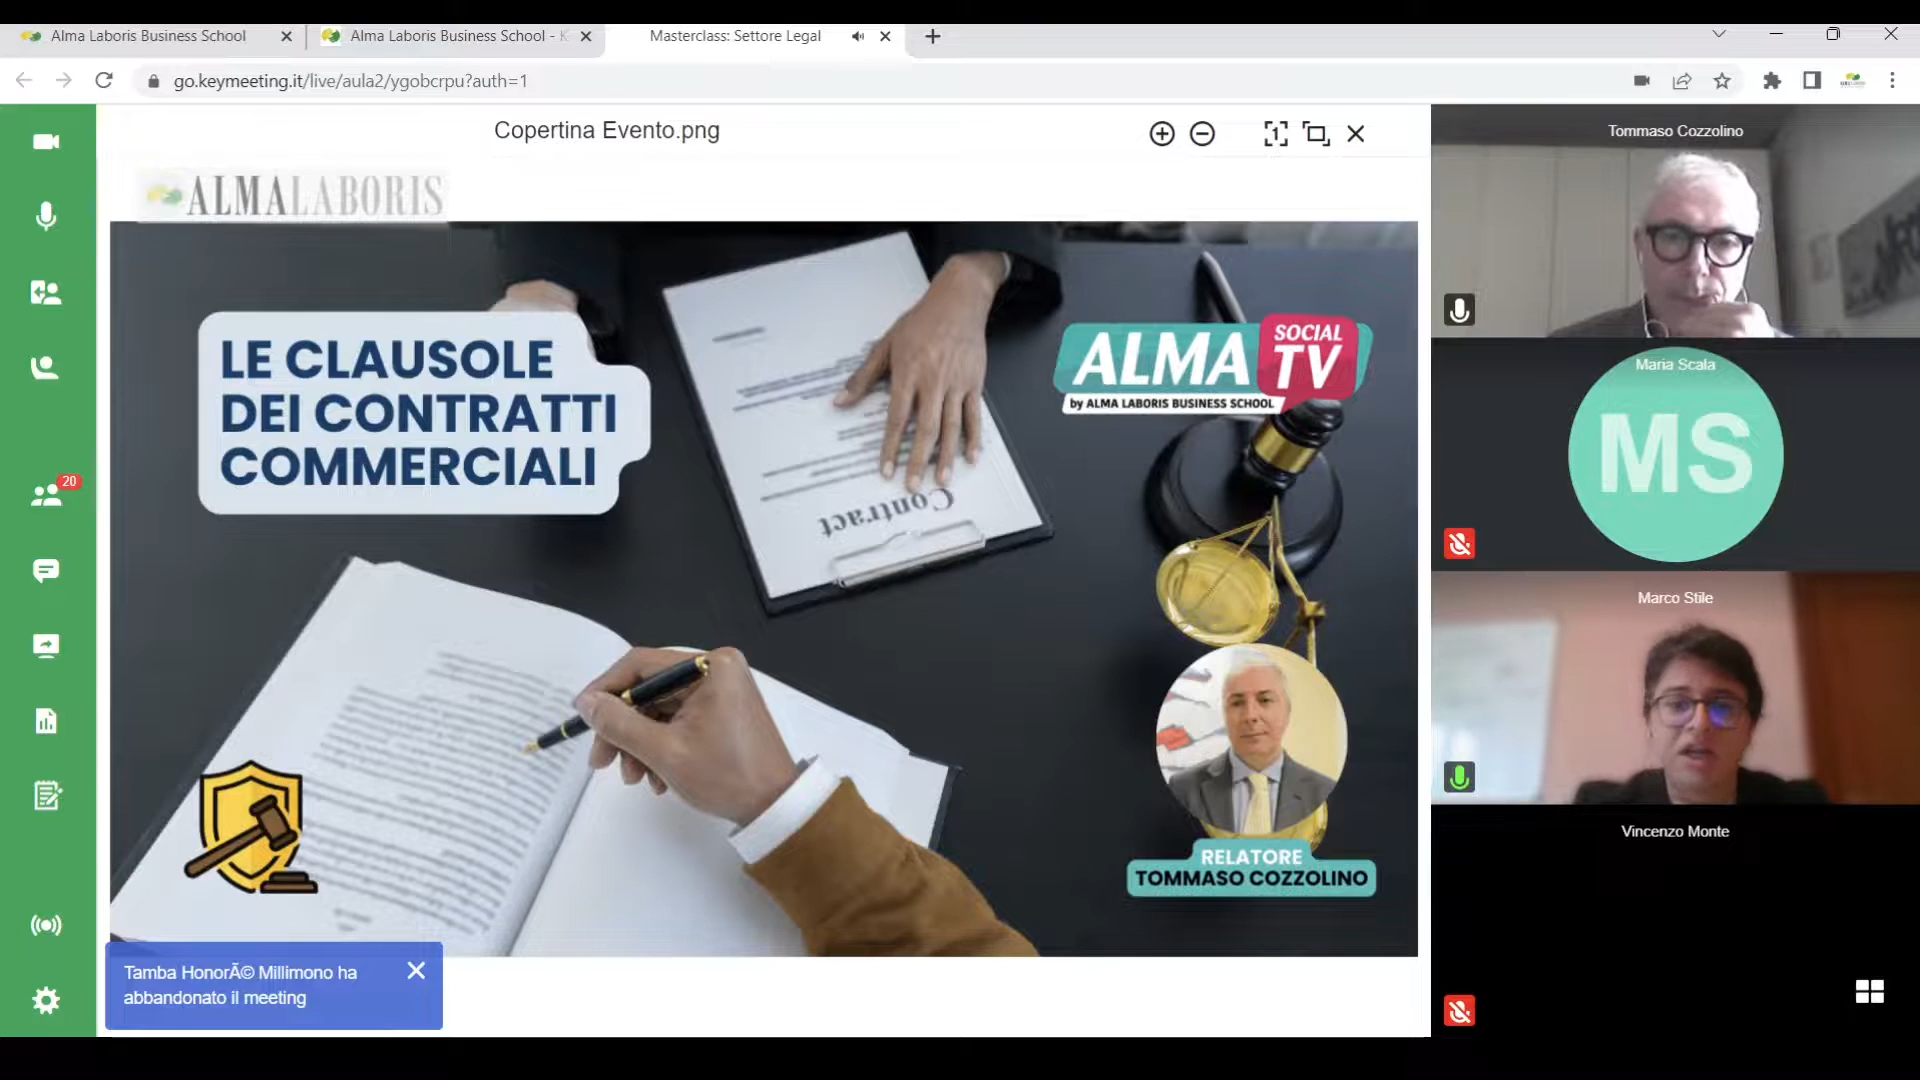 Alma Laboris Business School
Alma Laboris Business School - K
Masterclass: Settore Legal
go.keymeeting.it/live/aula2/ygobcrpu?auth=1
Copertina Evento.png
1
ALMALABORIS
LE CLAUSOLE
DEI CONTRATTI
COMMERCIALI
Contract
ALMA
SOCIAL
TV
by ALMA LABORIS BUSINESS SCHOOL
RELATORE
TOMMASO COZZOLINO
20
Tamba HonorÃ© Millimono ha
abbandonato il meeting
Tommaso Cozzolino
Maria Scala
MS
Marco Stile
Vincenzo Monte